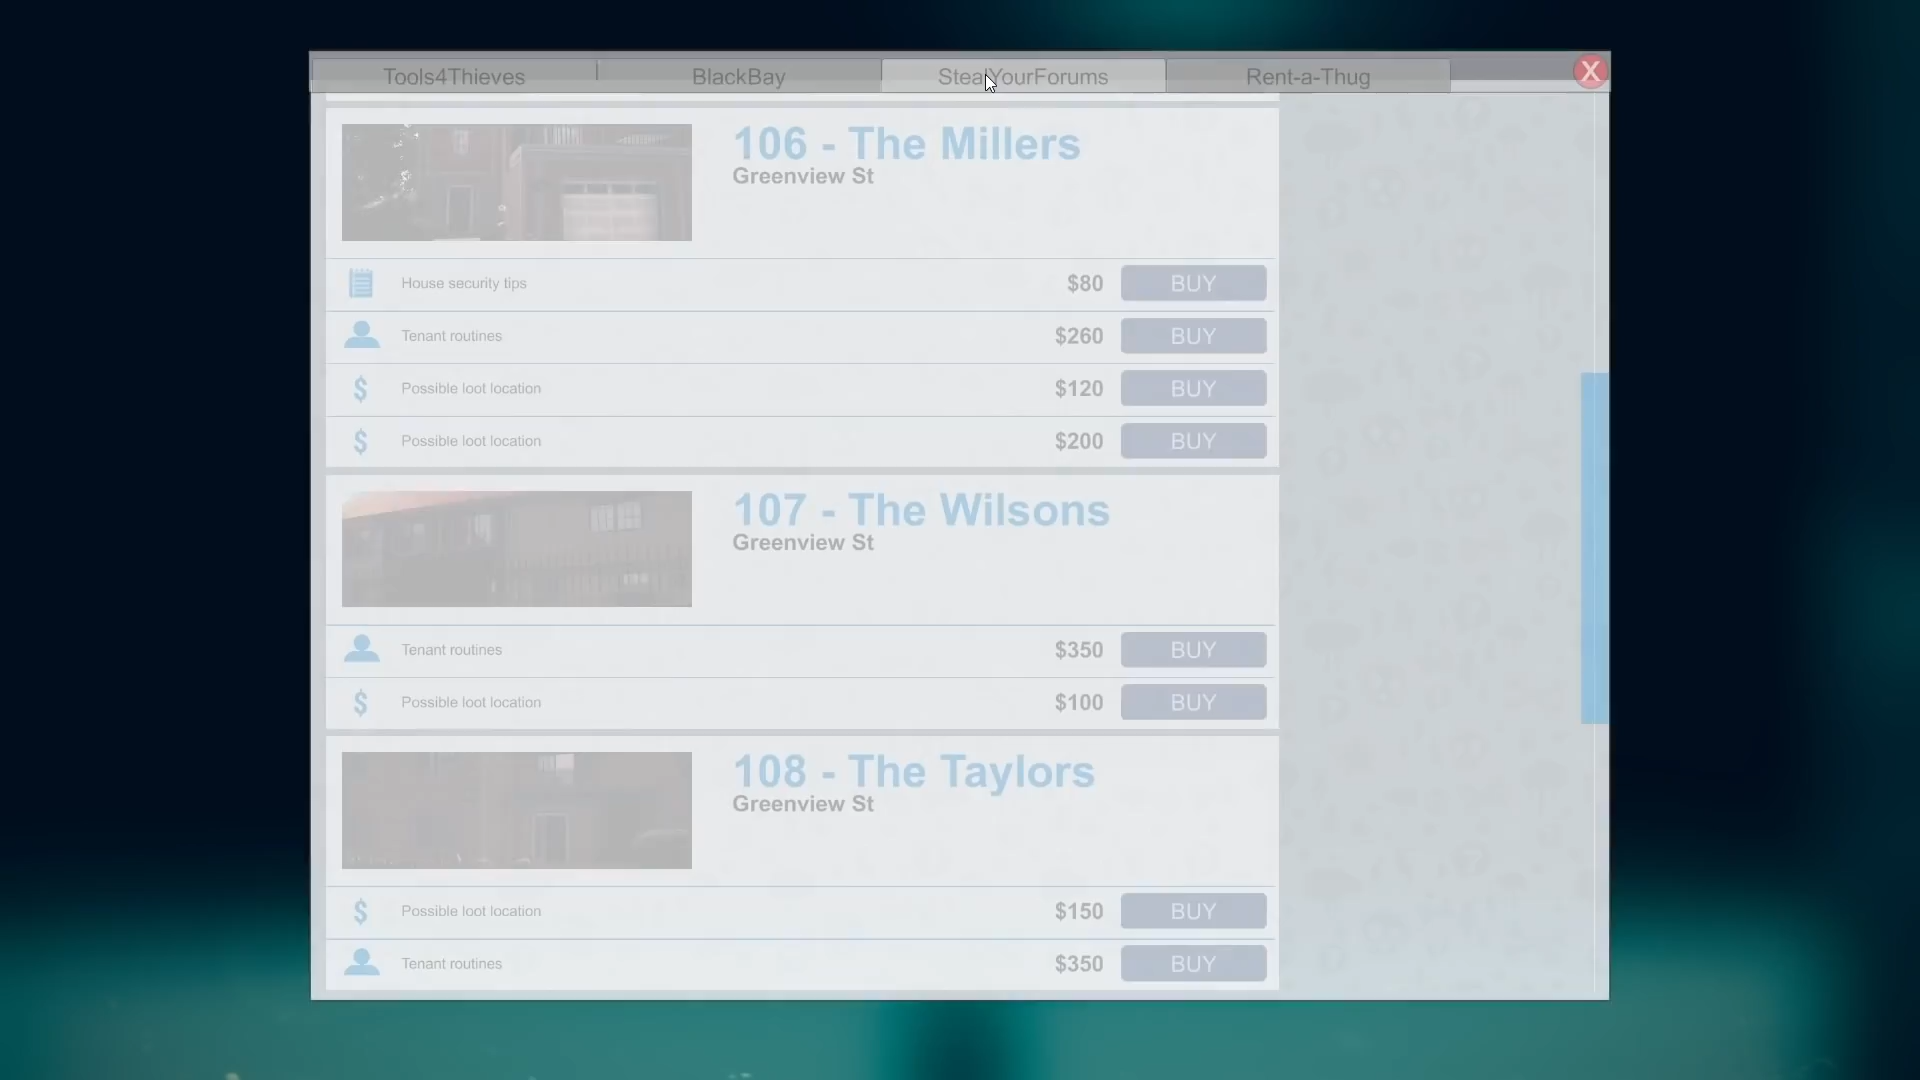 Tools4Thieves
BlackBay
StealYourForums
Rent-a-Thug
X
106 - The Millers
Greenview St
House security tips $80 BUY
Tenant routines $260 BUY
$ Possible loot location $120 BUY
$ Possible loot location $200 BUY
107 - The Wilsons
Greenview St
Tenant routines $350 BUY
$ Possible loot location $100 BUY
108 - The Taylors
Greenview St
$ Possible loot location $150 BUY
Tenant routines $350 BUY